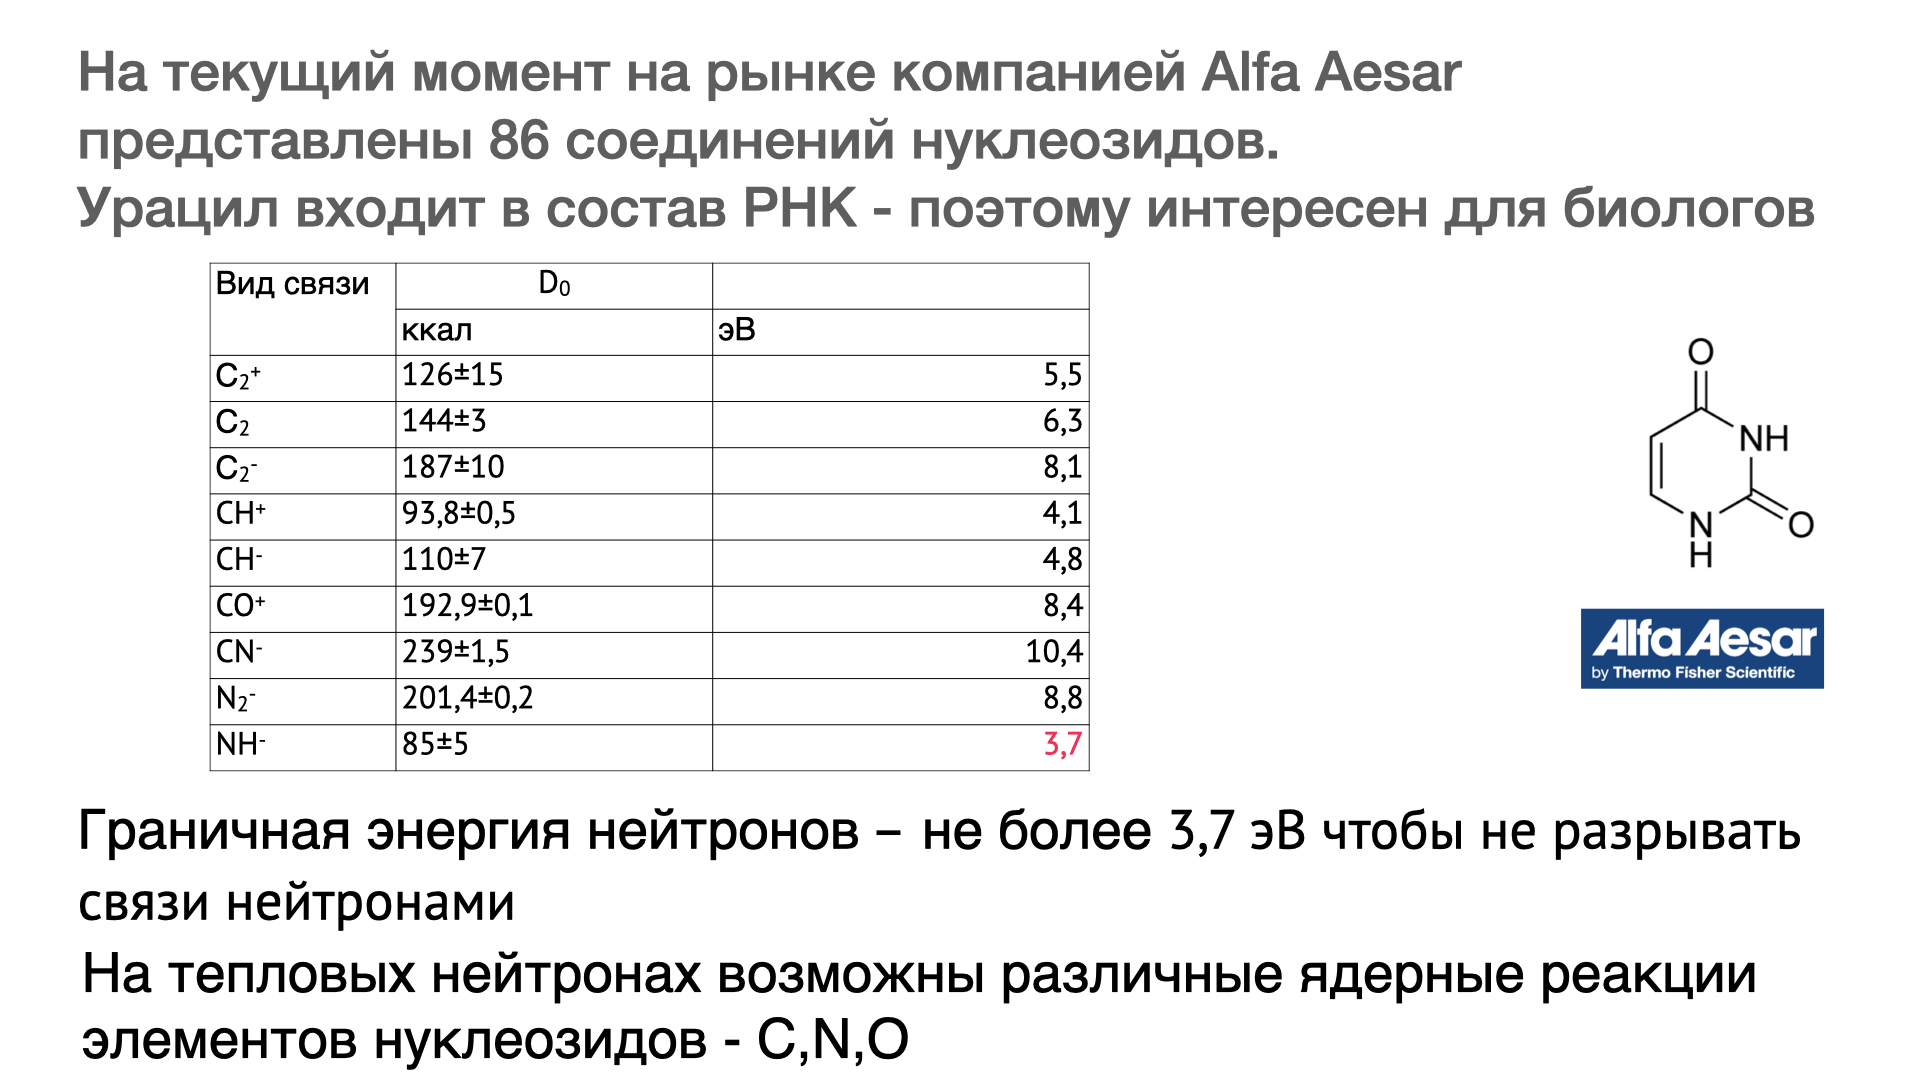 На текущий момент на рынке компанией Alfa Aesar
представлены 86 соединений нуклеозидов.
Урацил входит в состав РНК - поэтому интересен для биологов
Вид связи D₀
ккал эВ
C₂⁺ 126±15 5,5
C₂ 144±3 6,3
C₂⁻ 187±10 8,1
CH⁺ 93,8±0,5 4,1
CH⁻ 110±7 4,8
CO⁺ 192,9±0,1 8,4
CN⁻ 239±1,5 10,4
N₂⁻ 201,4±0,2 8,8
NH⁻ 85±5 3,7
O
NH
N
H
O
Alfa Aesar
by Thermo Fisher Scientific
Граничная энергия нейтронов – не более 3,7 эВ чтобы не разрывать
связи нейтронами
На тепловых нейтронах возможны различные ядерные реакции
элементов нуклеозидов - C,N,O